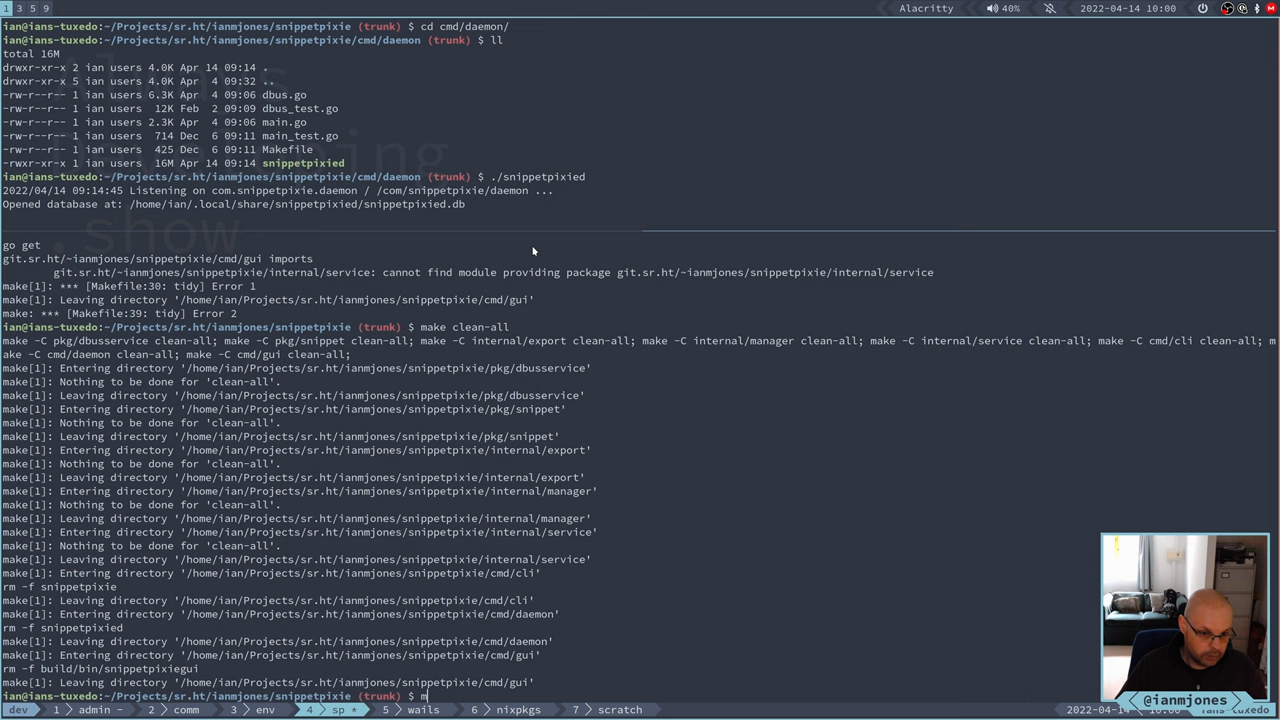 1 3 5 9 Alacritty 40% 2022-04-14 10:00
ian@ians-tuxedo:~/Projects/sr.ht/ianmjones/snippetpixie (trunk) $ cd cmd/daemon/
ian@ians-tuxedo:~/Projects/sr.ht/ianmjones/snippetpixie/cmd/daemon (trunk) $ ll
total 16M
drwxr-xr-x 2 ian users 4.0K Apr 14 09:14 .
drwxr-xr-x 5 ian users 4.0K Apr  4 09:32 ..
-rw-r--r-- 1 ian users 6.3K Apr  4 09:06 dbus.go
-rw-r--r-- 1 ian users  12K Feb  2 09:09 dbus_test.go
-rw-r--r-- 1 ian users 2.3K Apr  4 09:06 main.go
-rw-r--r-- 1 ian users  714 Dec  6 09:11 main_test.go
-rw-r--r-- 1 ian users  425 Dec  6 09:11 Makefile
-rwxr-xr-x 1 ian users  16M Apr 14 09:14 snippetpixied
ian@ians-tuxedo:~/Projects/sr.ht/ianmjones/snippetpixie/cmd/daemon (trunk) $ ./snippetpixied
2022/04/14 09:14:45 Listening on com.snippetpixie.daemon / /com/snippetpixie/daemon ...
Opened database at: /home/ian/.local/share/snippetpixied/snippetpixied.db
.show
go get
git.sr.ht/~ianmjones/snippetpixie/cmd/gui imports
git.sr.ht/~ianmjones/snippetpixie/internal/service: cannot find module providing package git.sr.ht/~ianmjones/snippetpixie/internal/service
make[1]: *** [Makefile:30: tidy] Error 1
make[1]: Leaving directory '/home/ian/Projects/sr.ht/ianmjones/snippetpixie/cmd/gui'
make: *** [Makefile:39: tidy] Error 2
ian@ians-tuxedo:~/Projects/sr.ht/ianmjones/snippetpixie (trunk) $ make clean-all
make -C pkg/dbusservice clean-all; make -C pkg/snippet clean-all; make -C internal/export clean-all; make -C internal/manager clean-all; make -C internal/service clean-all; make -C cmd/cli clean-all; m
ake -C cmd/daemon clean-all; make -C cmd/gui clean-all;
make[1]: Entering directory '/home/ian/Projects/sr.ht/ianmjones/snippetpixie/pkg/dbusservice'
make[1]: Nothing to be done for 'clean-all'.
make[1]: Leaving directory '/home/ian/Projects/sr.ht/ianmjones/snippetpixie/pkg/dbusservice'
make[1]: Entering directory '/home/ian/Projects/sr.ht/ianmjones/snippetpixie/pkg/snippet'
make[1]: Nothing to be done for 'clean-all'.
make[1]: Leaving directory '/home/ian/Projects/sr.ht/ianmjones/snippetpixie/pkg/snippet'
make[1]: Entering directory '/home/ian/Projects/sr.ht/ianmjones/snippetpixie/internal/export'
make[1]: Nothing to be done for 'clean-all'.
make[1]: Leaving directory '/home/ian/Projects/sr.ht/ianmjones/snippetpixie/internal/export'
make[1]: Entering directory '/home/ian/Projects/sr.ht/ianmjones/snippetpixie/internal/manager'
make[1]: Nothing to be done for 'clean-all'.
make[1]: Leaving directory '/home/ian/Projects/sr.ht/ianmjones/snippetpixie/internal/manager'
make[1]: Entering directory '/home/ian/Projects/sr.ht/ianmjones/snippetpixie/internal/service'
make[1]: Nothing to be done for 'clean-all'.
make[1]: Leaving directory '/home/ian/Projects/sr.ht/ianmjones/snippetpixie/internal/service'
make[1]: Entering directory '/home/ian/Projects/sr.ht/ianmjones/snippetpixie/cmd/cli'
rm -f snippetpixie
make[1]: Leaving directory '/home/ian/Projects/sr.ht/ianmjones/snippetpixie/cmd/cli'
make[1]: Entering directory '/home/ian/Projects/sr.ht/ianmjones/snippetpixie/cmd/daemon'
rm -f snippetpixied
make[1]: Leaving directory '/home/ian/Projects/sr.ht/ianmjones/snippetpixie/cmd/daemon'
make[1]: Entering directory '/home/ian/Projects/sr.ht/ianmjones/snippetpixie/cmd/gui'
rm -f build/bin/snippetpixiegui
make[1]: Leaving directory '/home/ian/Projects/sr.ht/ianmjones/snippetpixie/cmd/gui'
ian@ians-tuxedo:~/Projects/sr.ht/ianmjones/snippetpixie (trunk) $ m
@ianmjones
dev 1 admin - 2 comm 3 env 4 sp * 5 wails 6 nixpkgs 7 scratch 2022-04-14 10:00 ians-tuxedo